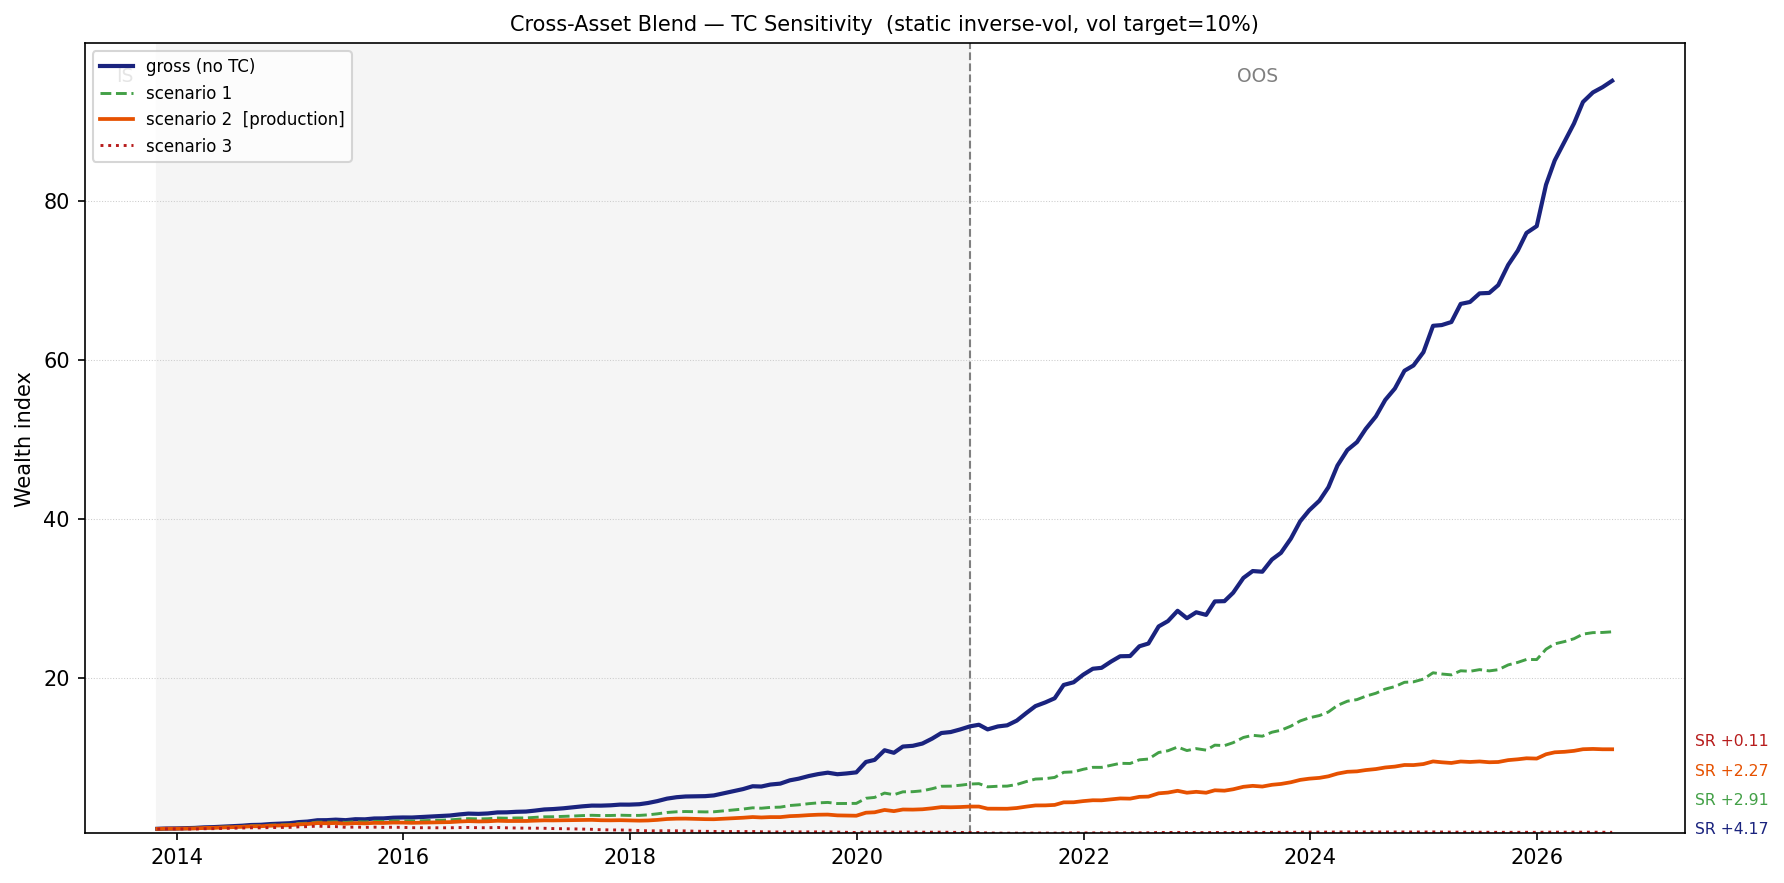 Cross-Asset Blend — TC Sensitivity (static inverse-vol, vol target=10%)
IS
gross (no TC)
scenario 1
scenario 2 [production]
scenario 3
OOS
Wealth index
80
60
40
20
SR +0.11
SR +2.27
SR +2.91
SR +4.17
2014
2016
2018
2020
2022
2024
2026